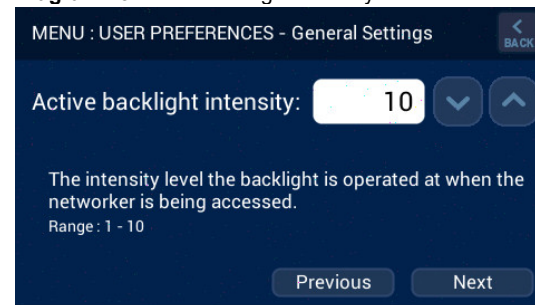 MENU : USER PREFERENCES - General Settings
BACK
Active backlight intensity: 10
The intensity level the backlight is operated at when the
networker is being accessed.
Range : 1 - 10
Previous Next